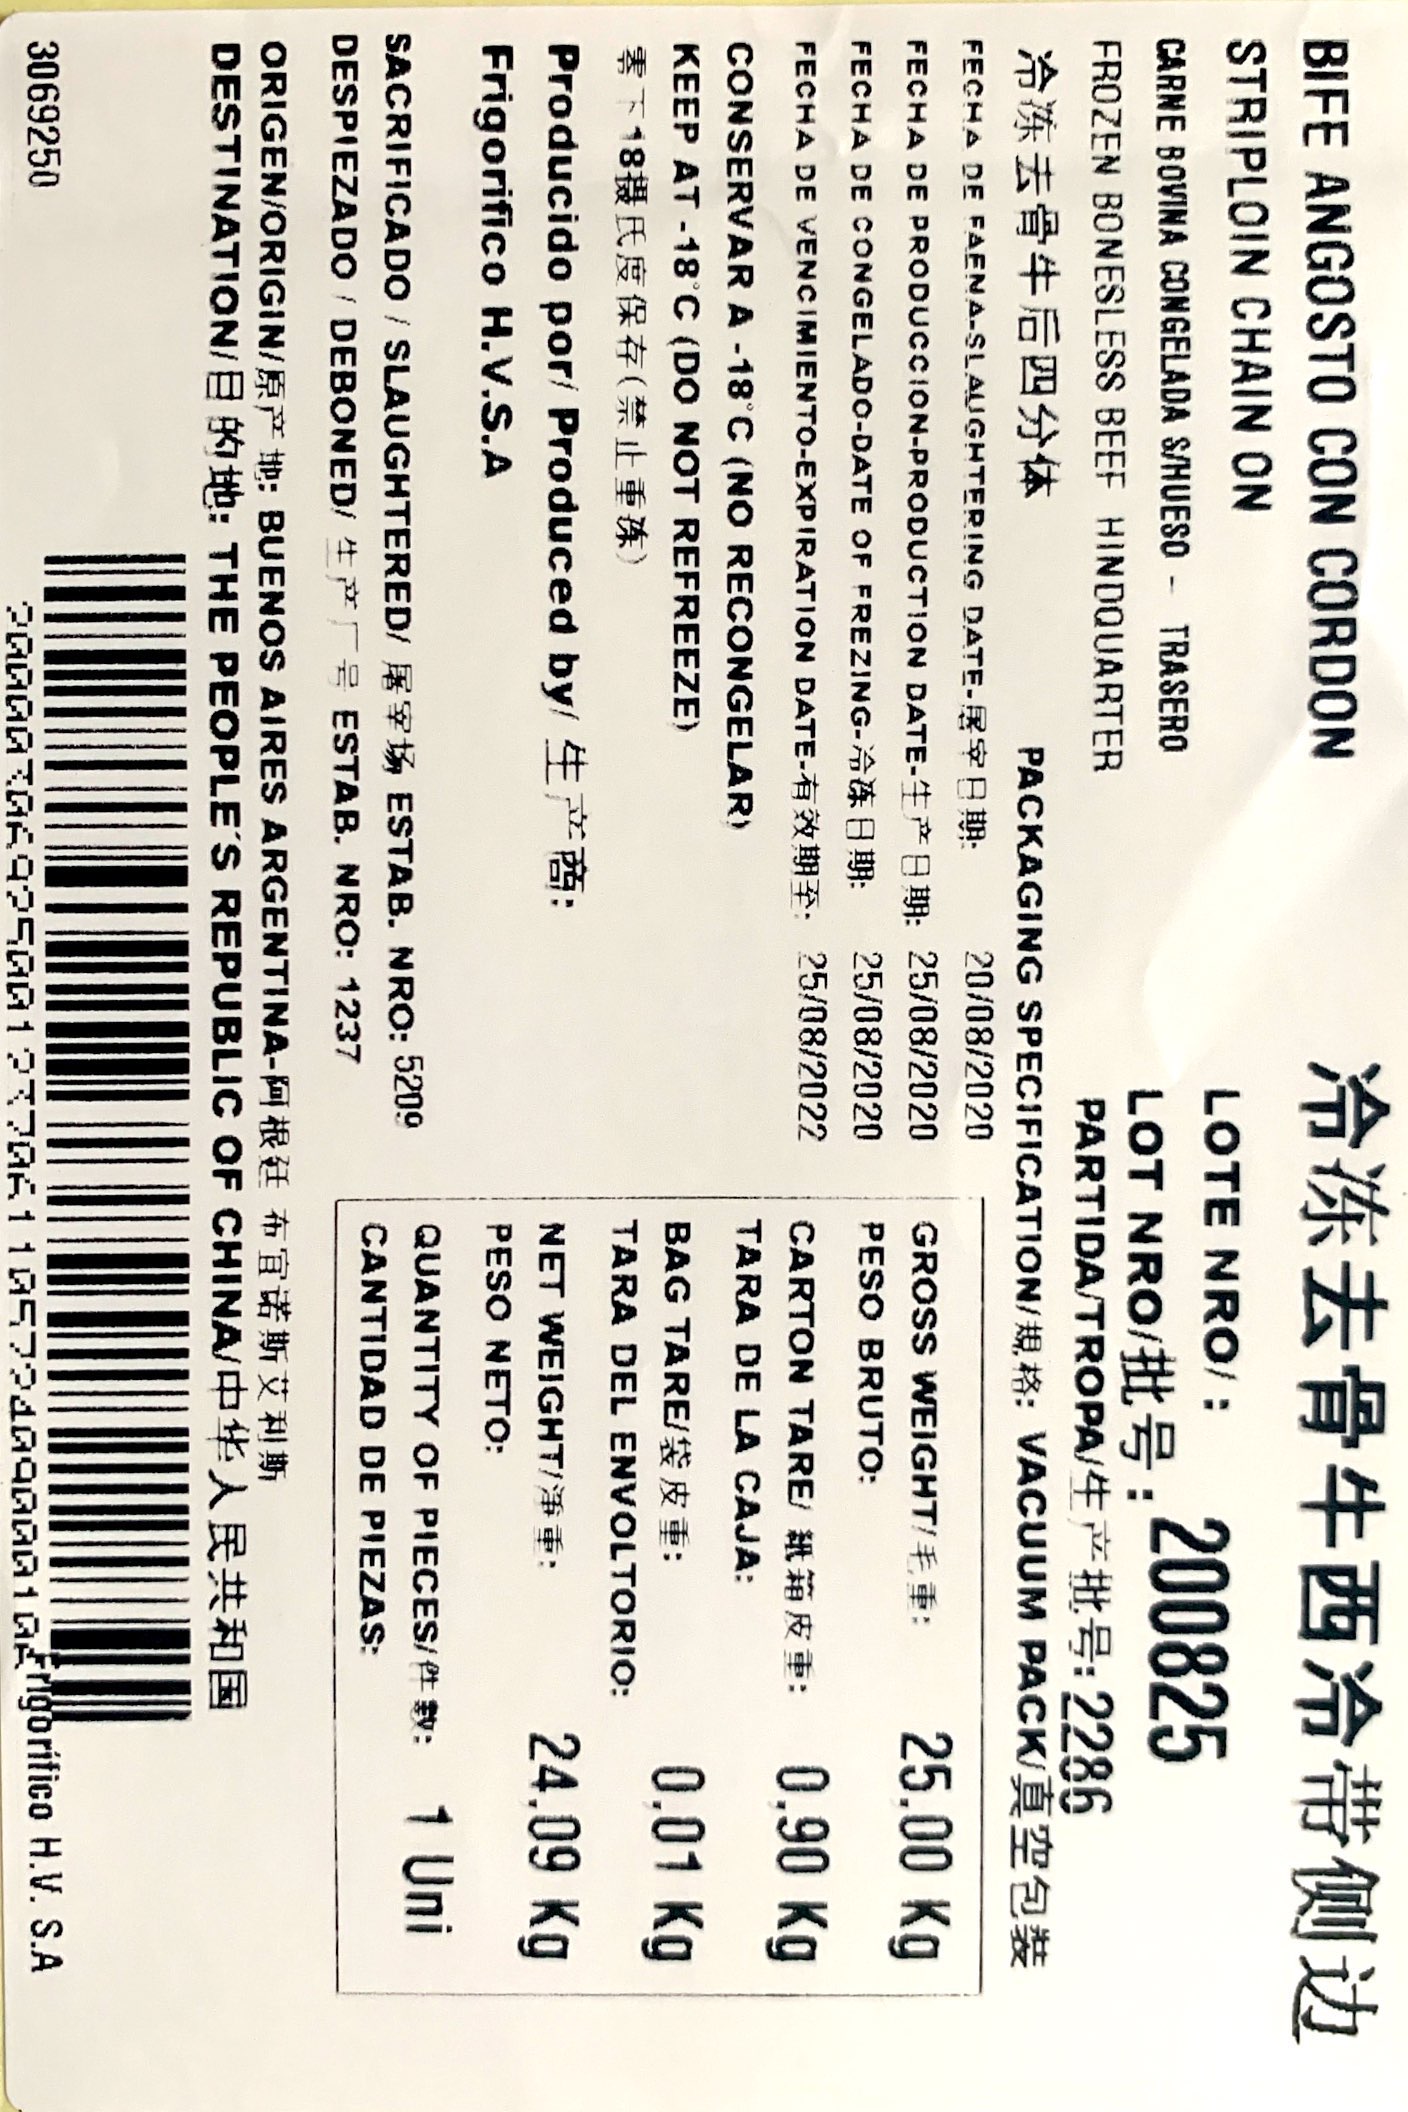 BIFE ANGOSTO CON CORDON
冷冻去骨牛西冷带侧边
STRIPLOIN CHAIN ON
LOTE NRO/ :
CARNE BOVINA CONGELADA S/HUESO - TRASERO
LOT NRO/批号: 200825
FROZEN BONESLESS BEEF HINDQUARTER
PARTIDA/TROPA/生产批号: 2286
冷冻去骨牛后四分体
PACKAGING SPECIFICATION/規格: VACUUM PACK/真空包裝
FECHA DE FAENA-SLAUGHTERING DATE-屠宰日期: 20/08/2020
FECHA DE PRODUCCION-PRODUCTION DATE-生产日期: 25/08/2020
FECHA DE CONGELADO-DATE OF FREZING-冷冻日期: 25/08/2020
FECHA DE VENCIMIENTO-EXPIRATION DATE-有效期至: 25/08/2022
CONSERVAR A -18°C (NO RECONGELAR)
KEEP AT -18°C (DO NOT REFREEZE)
零下18摄氏度保存(禁止重冻)
Producido por/ Produced by/ 生产商:
Frigorifico H.V.S.A
SACRIFICADO / SLAUGHTERED/ 屠宰场 ESTAB. NRO: 5209
DESPIEZADO / DEBONED/ 生产厂号 ESTAB. NRO: 1237
GROSS WEIGHT/毛重: 25,00 Kg
PESO BRUTO:
CARTON TARE/ 紙箱皮重: 0,90 Kg
TARA DE LA CAJA:
BAG TARE/袋皮重: 0,01 Kg
TARA DEL ENVOLTORIO:
NET WEIGHT/淨重: 24,09 Kg
PESO NETO:
QUANTITY OF PIECES/件數: 1 Uni
CANTIDAD DE PIEZAS:
ORIGEN/ORIGIN/原产地: BUENOS AIRES ARGENTINA-阿根廷 布宜诺斯艾利斯
DESTINATION/目的地: THE PEOPLE´S REPUBLIC OF CHINA/中华人民共和国
3069250
Frigorífico H.V. S.A